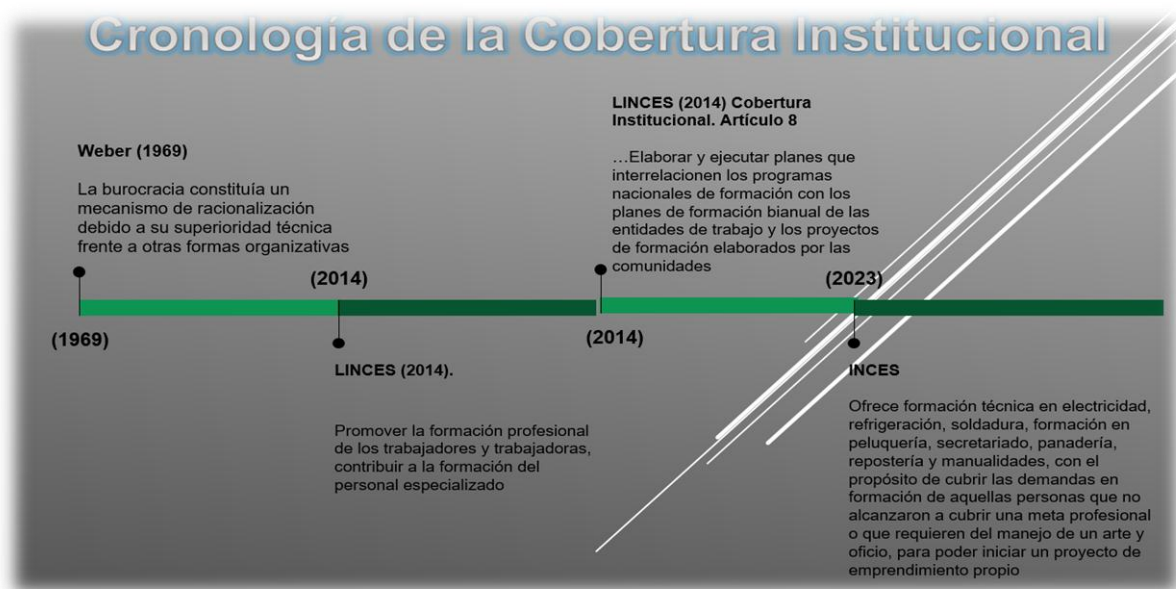 Cronología de la Cobertura Institucional
Weber (1969)
La burocracia constituía un
mecanismo de racionalización
debido a su superioridad técnica
frente a otras formas organizativas
(1969)
(2014)
LINCES (2014).
Promover la formación profesional
de los trabajadores y trabajadoras,
contribuir a la formación del
personal especializado
LINCES (2014) Cobertura
Institucional. Artículo 8
…Elaborar y ejecutar planes que
interrelacionen los programas
nacionales de formación con los
planes de formación bianual de las
entidades de trabajo y los proyectos
de formación elaborados por las
comunidades
(2014)
(2023)
INCES
Ofrece formación técnica en electricidad,
refrigeración, soldadura, formación en
peluquería, secretariado, panadería,
repostería y manualidades, con el
propósito de cubrir las demandas en
formación de aquellas personas que no
alcanzaron a cubrir una meta profesional
o que requieren del manejo de un arte y
oficio, para poder iniciar un proyecto de
emprendimiento propio